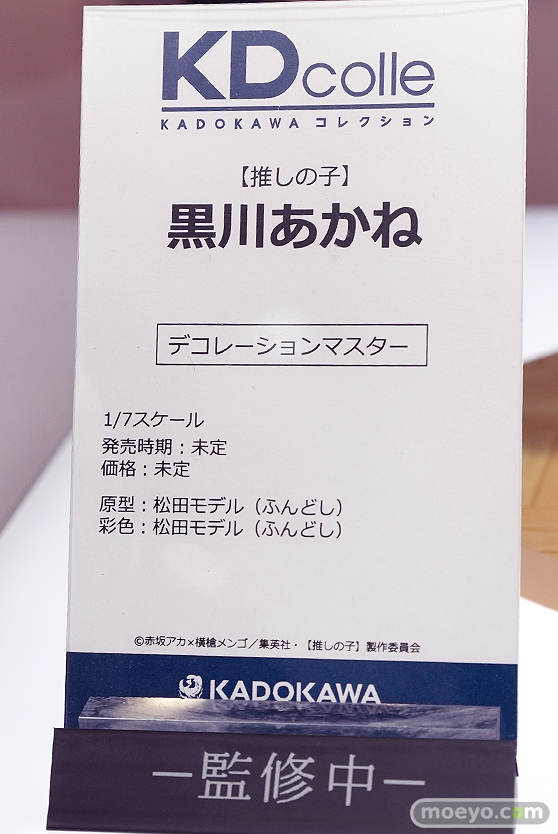 KDcolle
KADOKAWA コレクション
【推しの子】
黒川あかね
デコレーションマスター
1/7スケール
発売時期：未定
価格：未定
原型：松田モデル（ふんどし）
彩色：松田モデル（ふんどし）
©赤坂アカ×横槍メンゴ／集英社・【推しの子】製作委員会
KADOKAWA
－監修中－
moeyo.com